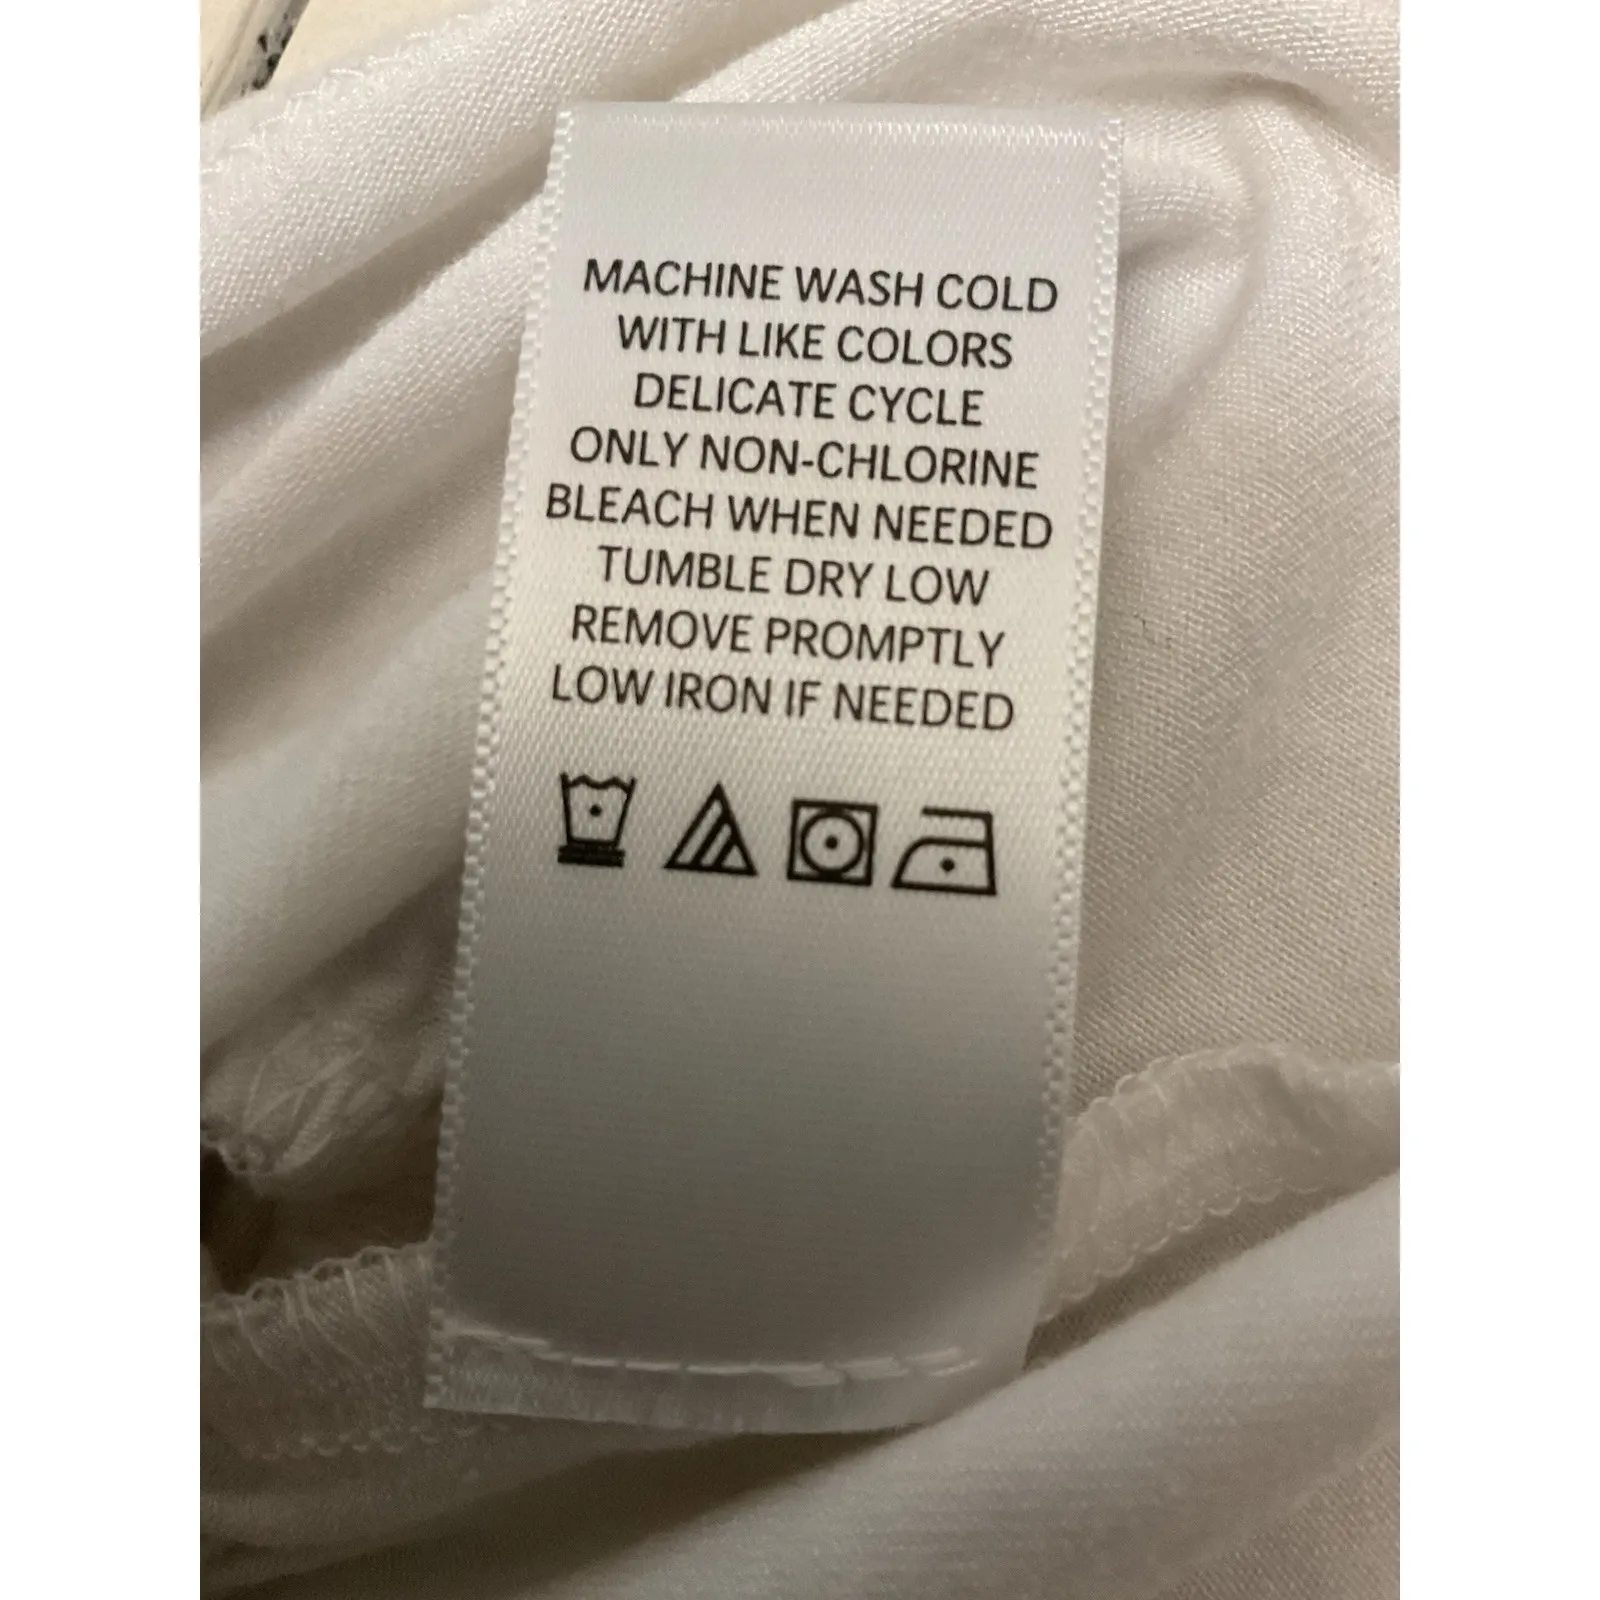 MACHINE WASH COLD
WITH LIKE COLORS
DELICATE CYCLE
ONLY NON-CHLORINE
BLEACH WHEN NEEDED
TUMBLE DRY LOW
REMOVE PROMPTLY
LOW IRON IF NEEDED